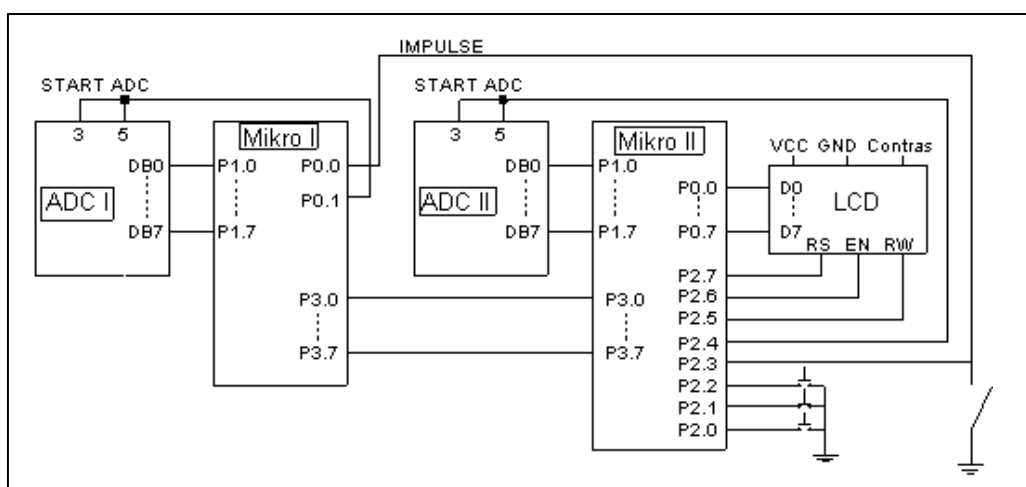 IMPULSE
START ADC
3 5
ADC I
DB0
DB7
Mikro I
P1.0
P1.7
P0.0
P0.1
P3.0
P3.7
START ADC
3 5
ADC II
DB0
DB7
Mikro II
P1.0
P1.7
P3.0
P3.7
P0.0
P0.7
P2.7
P2.6
P2.5
P2.4
P2.3
P2.2
P2.1
P2.0
VCC GND Contras
D0
LCD
D7
RS EN RW